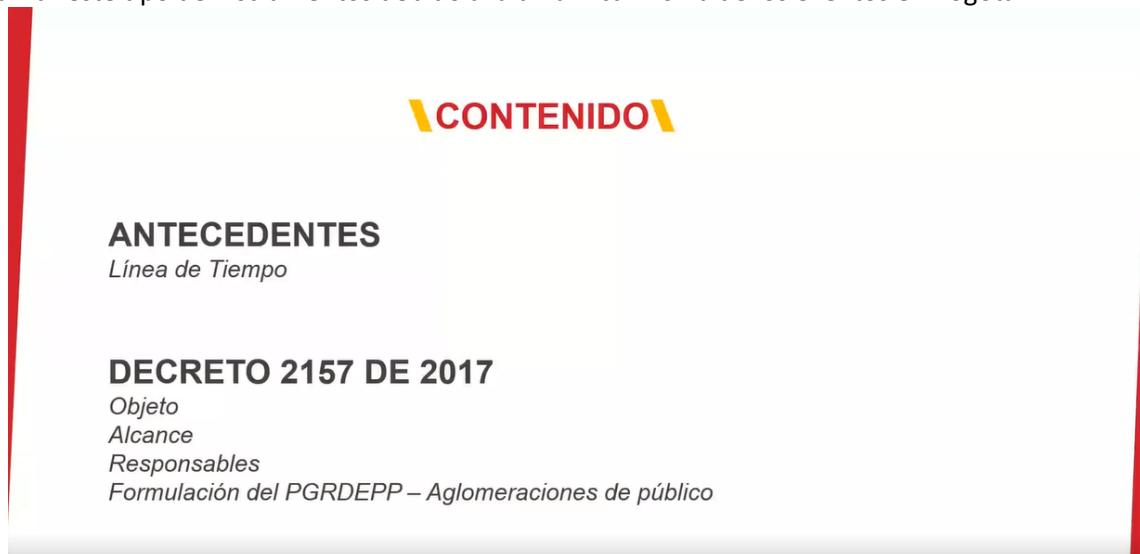 CONTENIDO
ANTECEDENTES
Línea de Tiempo
DECRETO 2157 DE 2017
Objeto
Alcance
Responsables
Formulación del PGRDEPP – Aglomeraciones de público